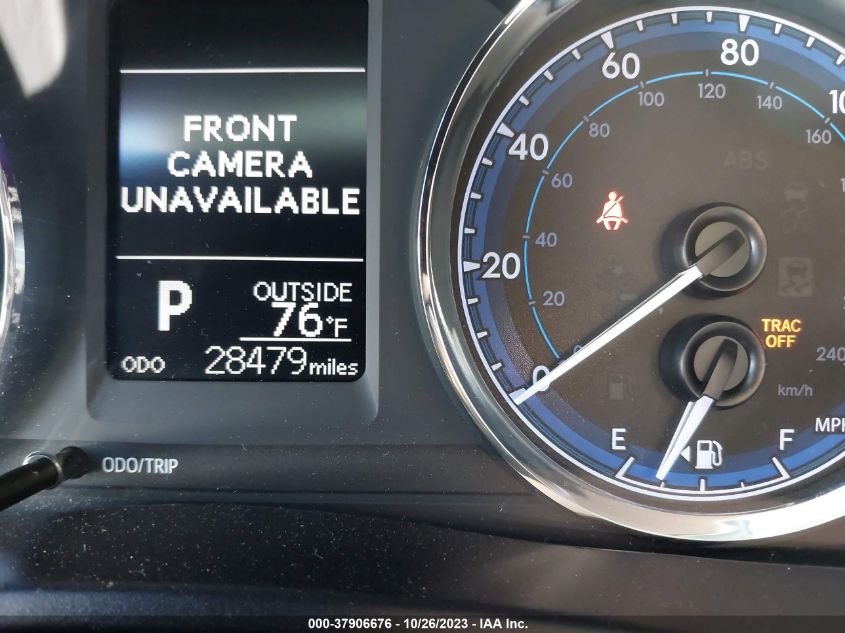 FRONT
CAMERA
UNAVAILABLE
P
OUTSIDE
76°F
ODO 28479 miles
ODO/TRIP
0
20
40
60
80
20
40
60
80
100
120
140
160
240
km/h
MPH
ABS
TRAC
OFF
E
F
000-37906676 - 10/26/2023 - IAA Inc.